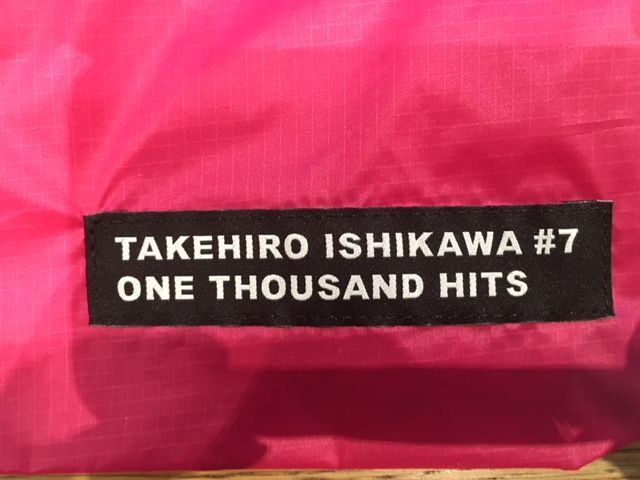 TAKEHIRO ISHIKAWA #7
ONE THOUSAND HITS